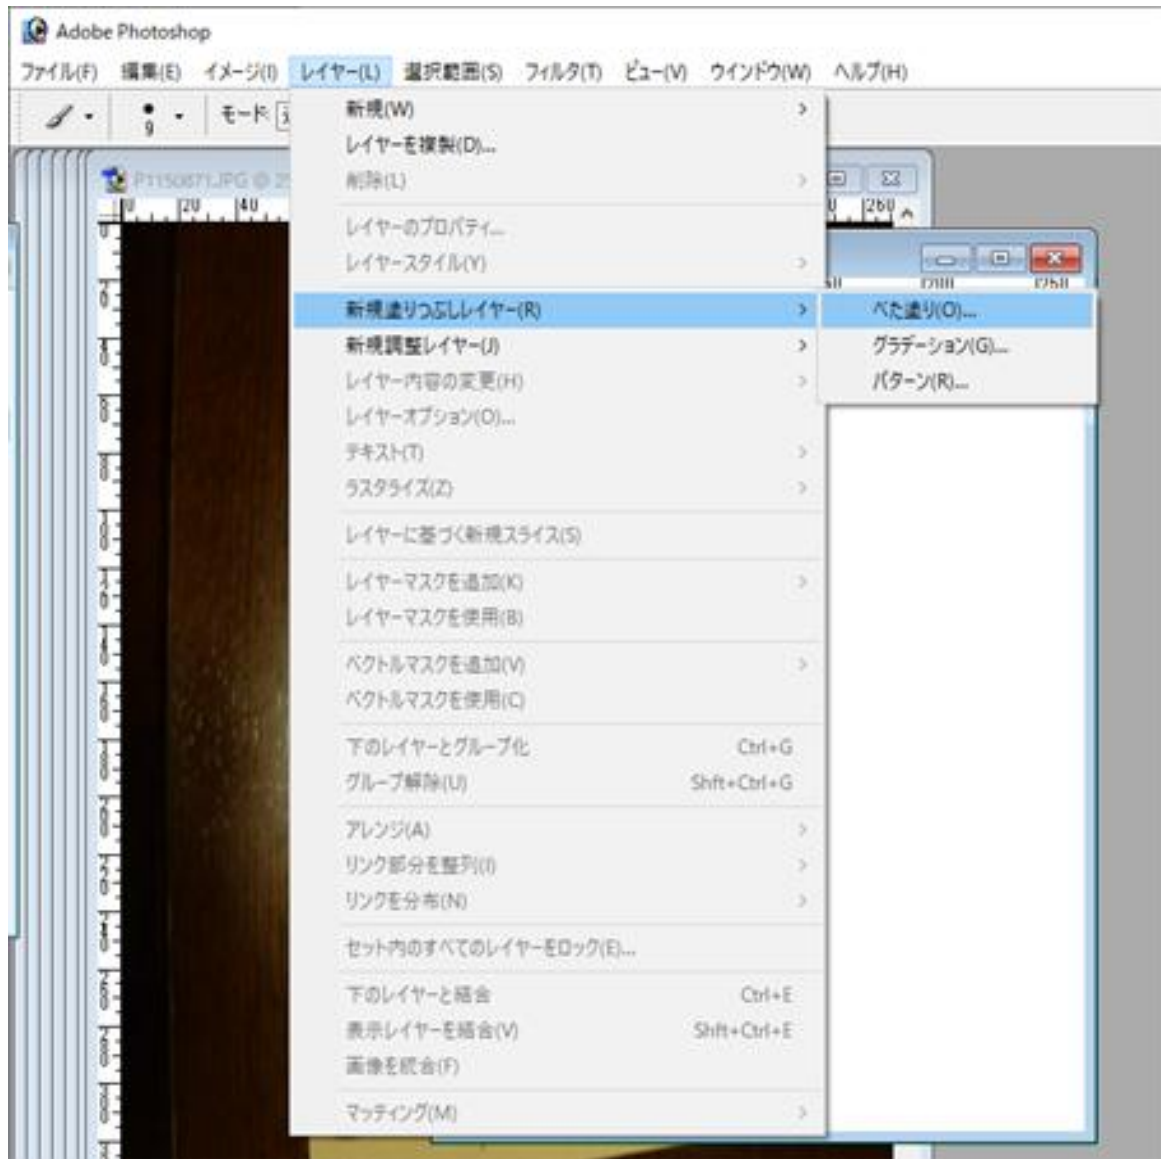 Adobe Photoshop
ファイル(F) 編集(E) イメージ(I) レイヤー(L) 選択範囲(S) フィルタ(T) ビュー(V) ウインドウ(W) ヘルプ(H)
9 モード:
新規(W)
レイヤーを複製(D)...
削除(L)
P1150871.JPG @
0 20 40 260
レイヤーのプロパティ...
レイヤースタイル(Y)
新規塗りつぶしレイヤー(R)
べた塗り(O)...
新規調整レイヤー(J)
グラデーション(G)...
レイヤー内容の変更(H)
パターン(R)...
レイヤーオプション(O)...
テキスト(T)
ラスタライズ(Z)
レイヤーに基づく新規スライス(S)
レイヤーマスクを追加(K)
レイヤーマスクを使用(B)
ベクトルマスクを追加(V)
ベクトルマスクを使用(C)
下のレイヤーとグループ化 Ctrl+G
グループ解除(U) Shft+Ctrl+G
アレンジ(A)
リンク部分を整列(I)
リンクを分布(N)
セット内のすべてのレイヤーをロック(E)...
下のレイヤーと結合 Ctrl+E
表示レイヤーを結合(V) Shft+Ctrl+E
画像を統合(F)
マッティング(M)